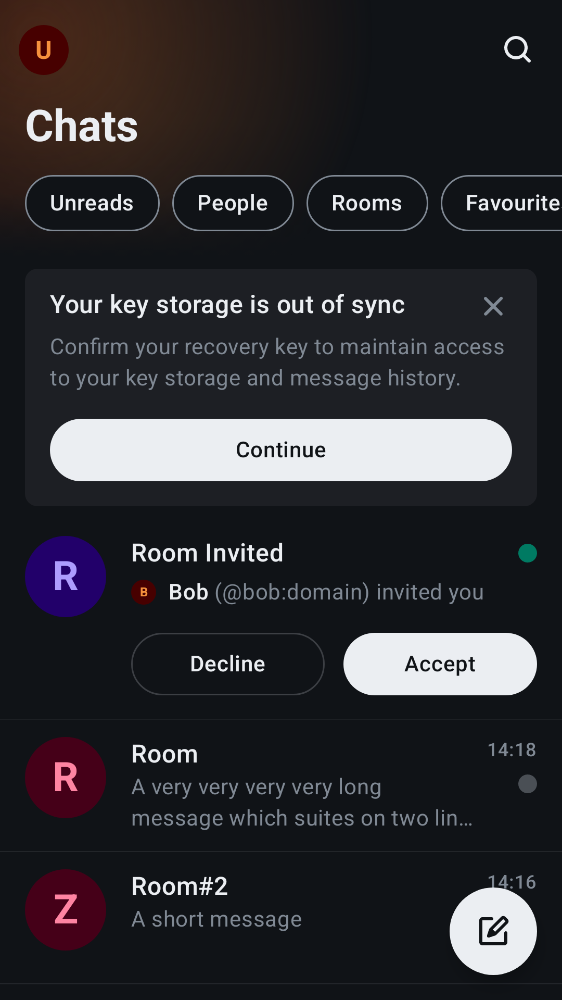 U
Chats
Unreads
People
Rooms
Favourite
Your key storage is out of sync
Confirm your recovery key to maintain access
to your key storage and message history.
Continue
R
Room Invited
B
Bob (@bob:domain) invited you
Decline
Accept
R
Room
14:18
A very very very very long
message which suites on two lin…
Z
Room#2
14:16
A short message